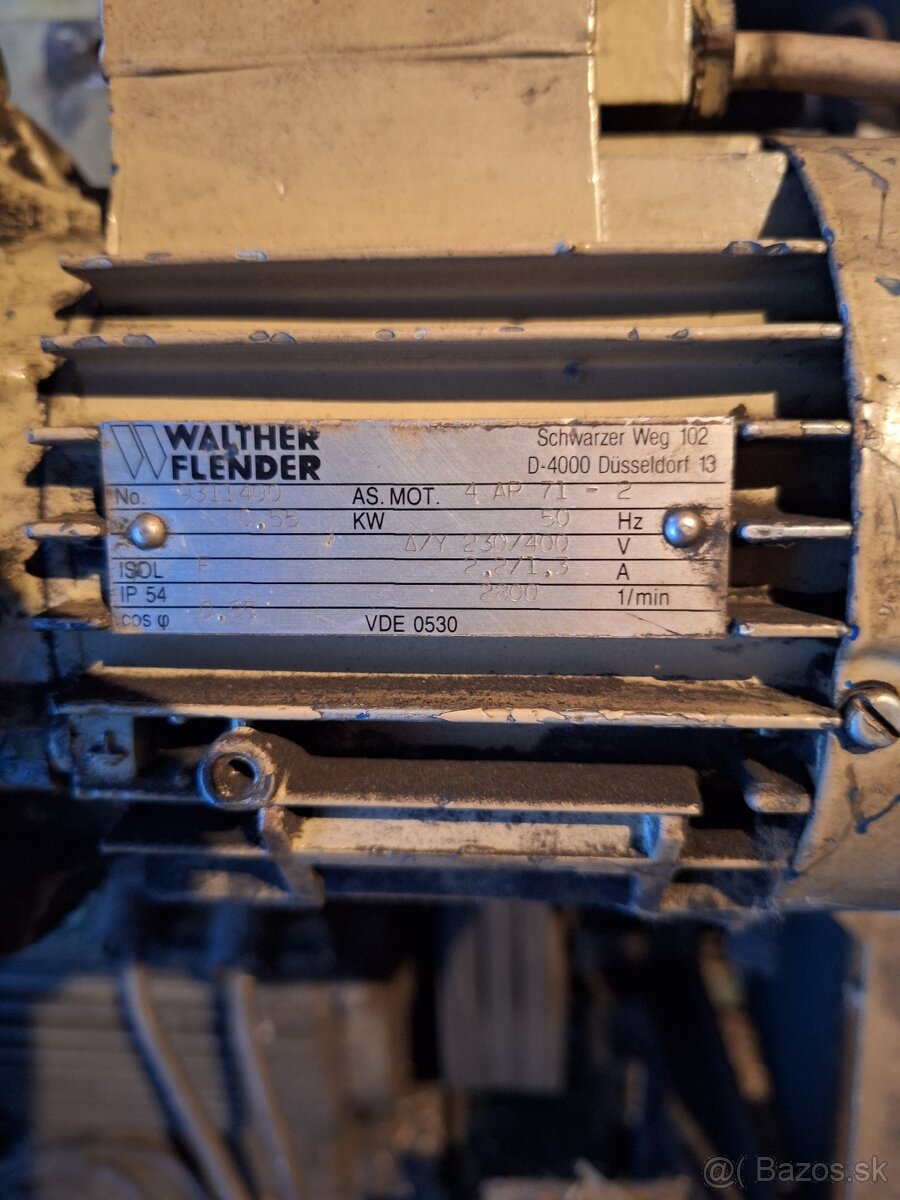 WALTHER
FLENDER
Schwarzer Weg 102
D-4000 Düsseldorf 13
No. 9311400 AS. MOT. 4 AP 71 - 2
0.55 KW 50 Hz
Δ/Y 230/400 V
ISOL F 2.2/1.3 A
IP 54 2800 1/min
cos φ VDE 0530
@( Bazos.sk